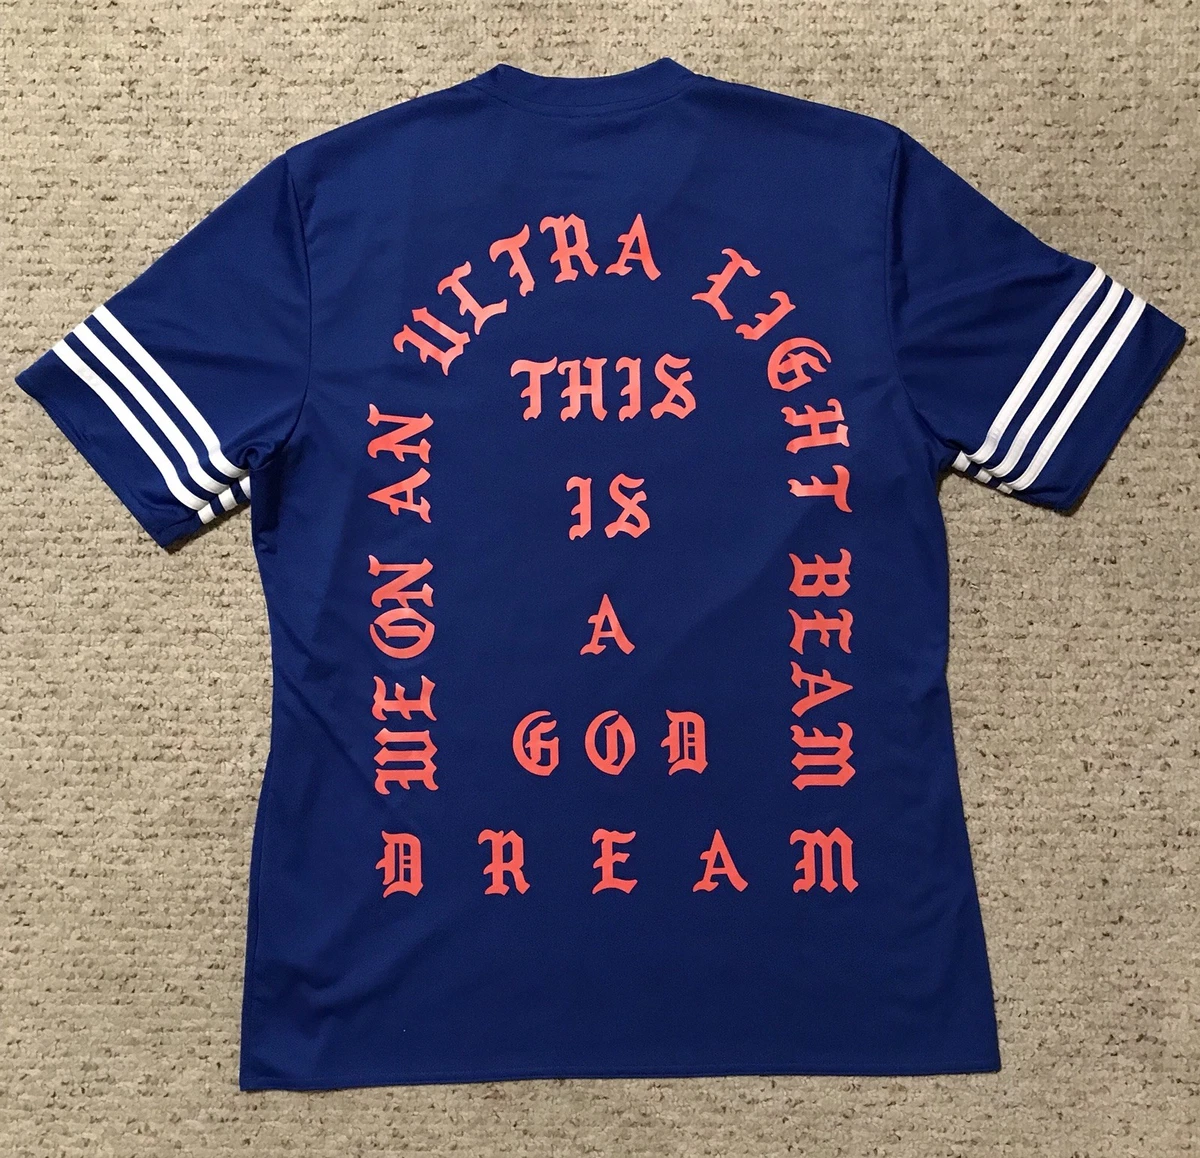 WE ON AN ULTRA LIGHT BEAM
THIS
IS
A
GOD
DREAM